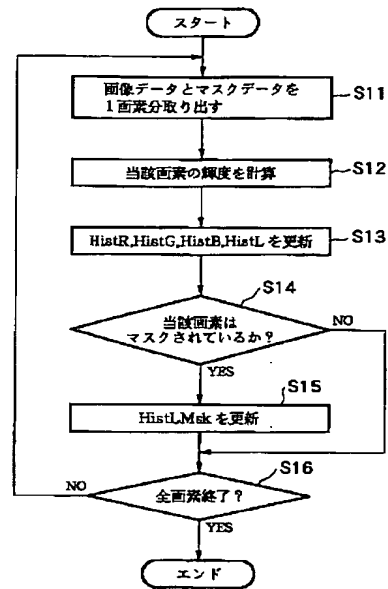 スタート
画像データとマスクデータを
1画素分取り出す
S11
当該画素の輝度を計算
S12
HistR,HistG,HistB,HistL を更新
S13
S14
当該画素は
マスクされているか?
NO
YES
S15
HistLMsk を更新
S16
NO
全画素終了?
YES
エンド